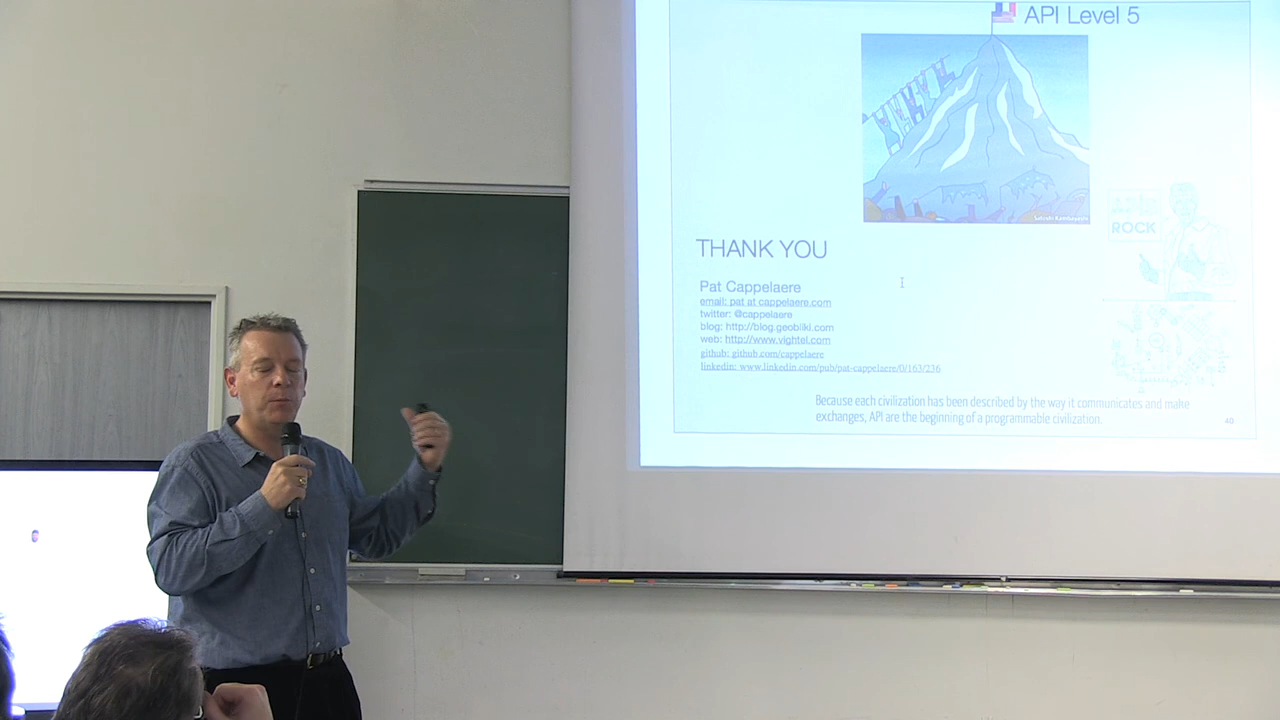 API Level 5
Satoshi Kambayashi
ROCK
THANK YOU
Pat Cappelaere
email: pat at cappelaere.com
twitter: @cappelaere
blog: http://blog.geobliki.com
web: http://www.vightel.com
github: github.com/cappelaere
linkedin: www.linkedin.com/pub/pat-cappelaere/0/163/236
Because each civilization has been described by the way it communicates and make
exchanges, API are the beginning of a programmable civilization.
40